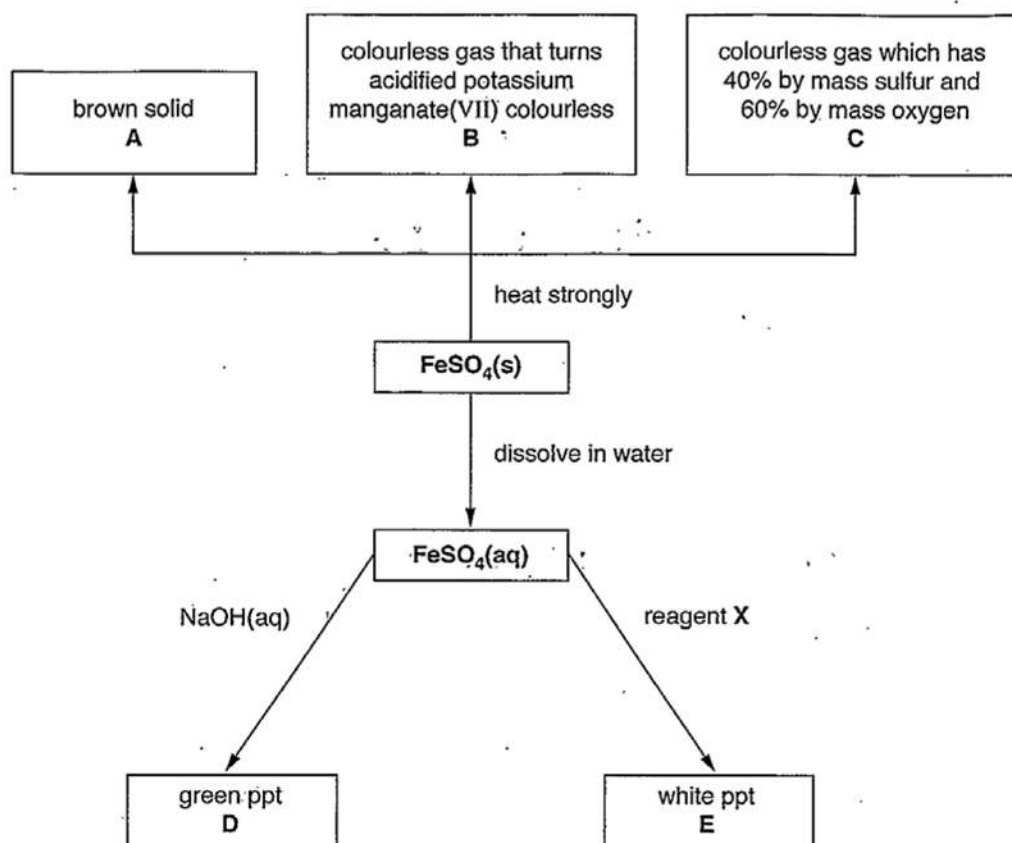 brown solid
A
colourless gas that turns
acidified potassium
manganate(VII) colourless
B
colourless gas which has
40% by mass sulfur and
60% by mass oxygen
C
heat strongly
FeSO₄(s)
dissolve in water
FeSO₄(aq)
NaOH(aq)
reagent X
green ppt
D
white ppt
E